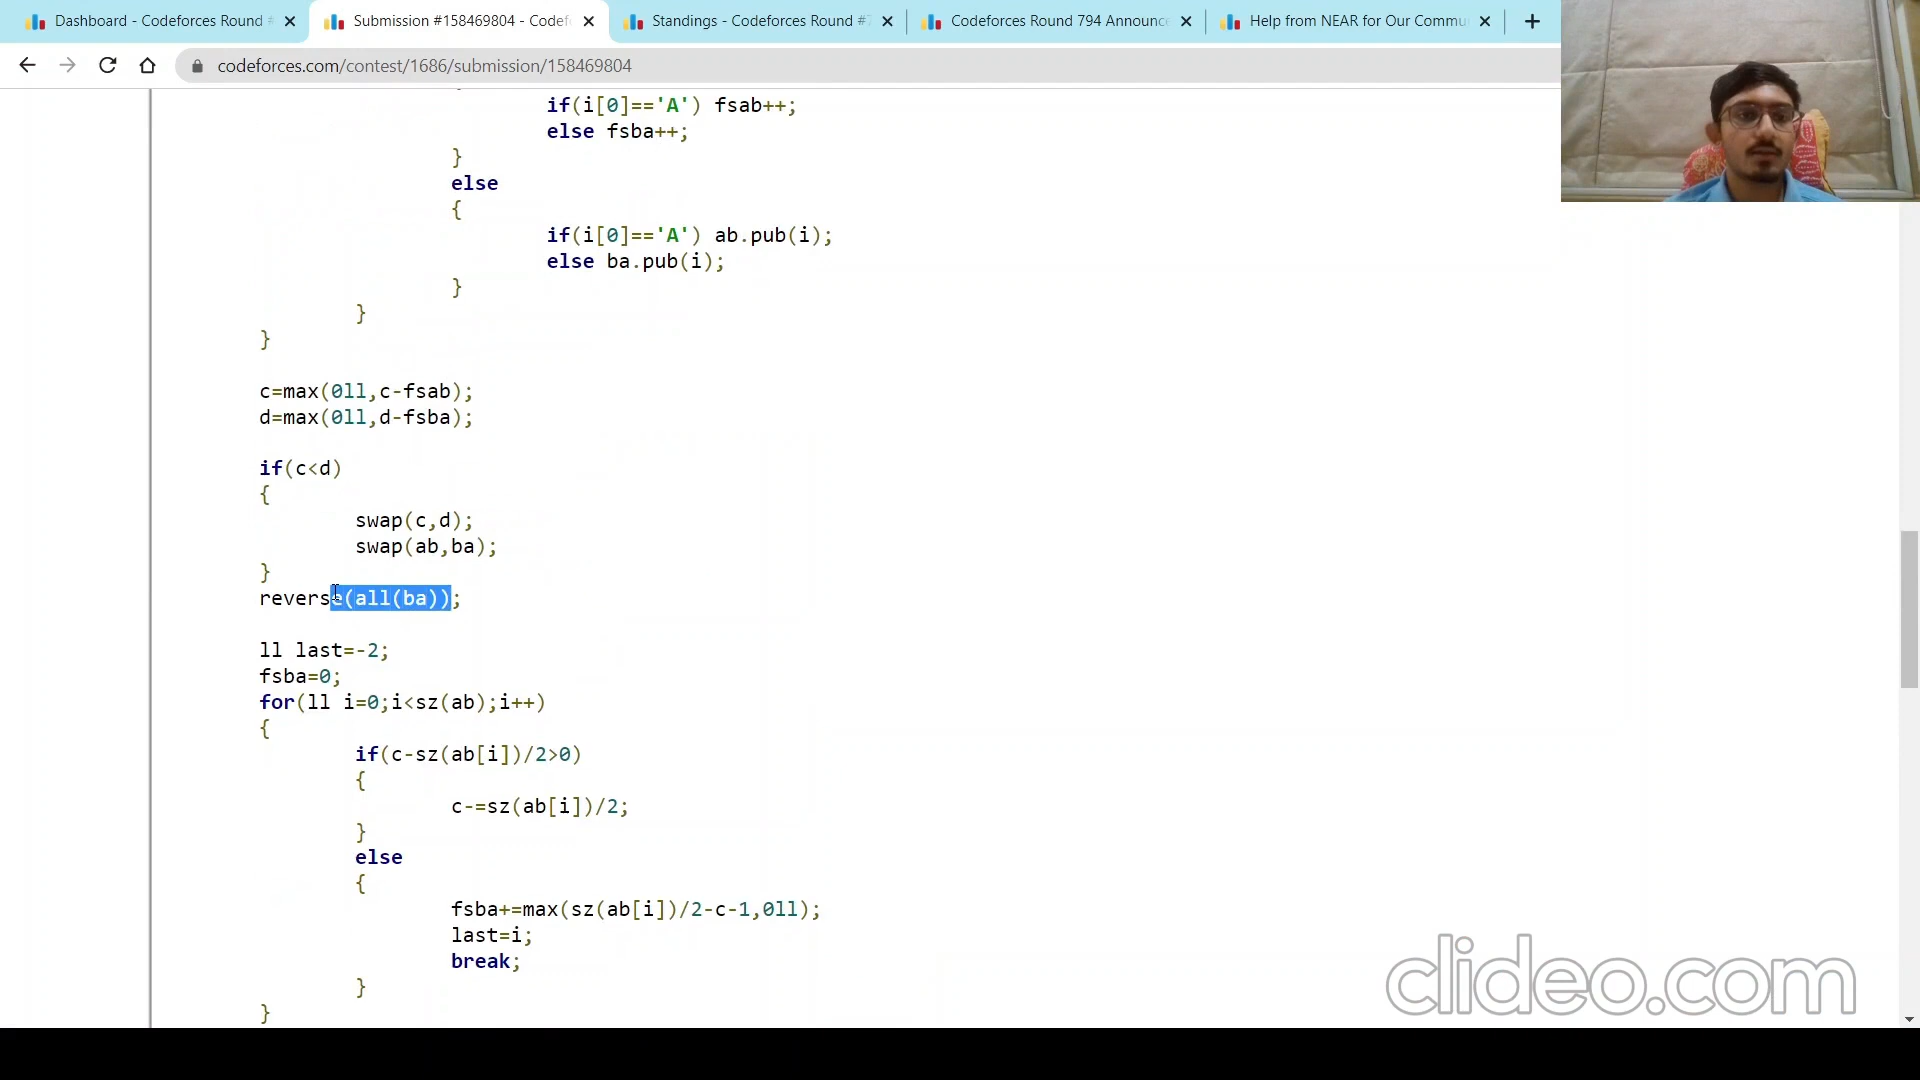 Dashboard - Codeforces Round
Submission #158469804 - Codef
Standings - Codeforces Round #7
Codeforces Round 794 Announce
Help from NEAR for Our Commu
codeforces.com/contest/1686/submission/158469804
if(i[0]=='A') fsab++;
else fsba++;
}
else
{
if(i[0]=='A') ab.pub(i);
else ba.pub(i);
}
}
}
c=max(0ll,c-fsab);
d=max(0ll,d-fsba);
if(c<d)
{
swap(c,d);
swap(ab,ba);
}
reverse(all(ba));
ll last=-2;
fsba=0;
for(ll i=0;i<sz(ab);i++)
{
if(c-sz(ab[i])/2>0)
{
c-=sz(ab[i])/2;
}
else
{
fsba+=max(sz(ab[i])/2-c-1,0ll);
last=i;
break;
}
}
clideo.com